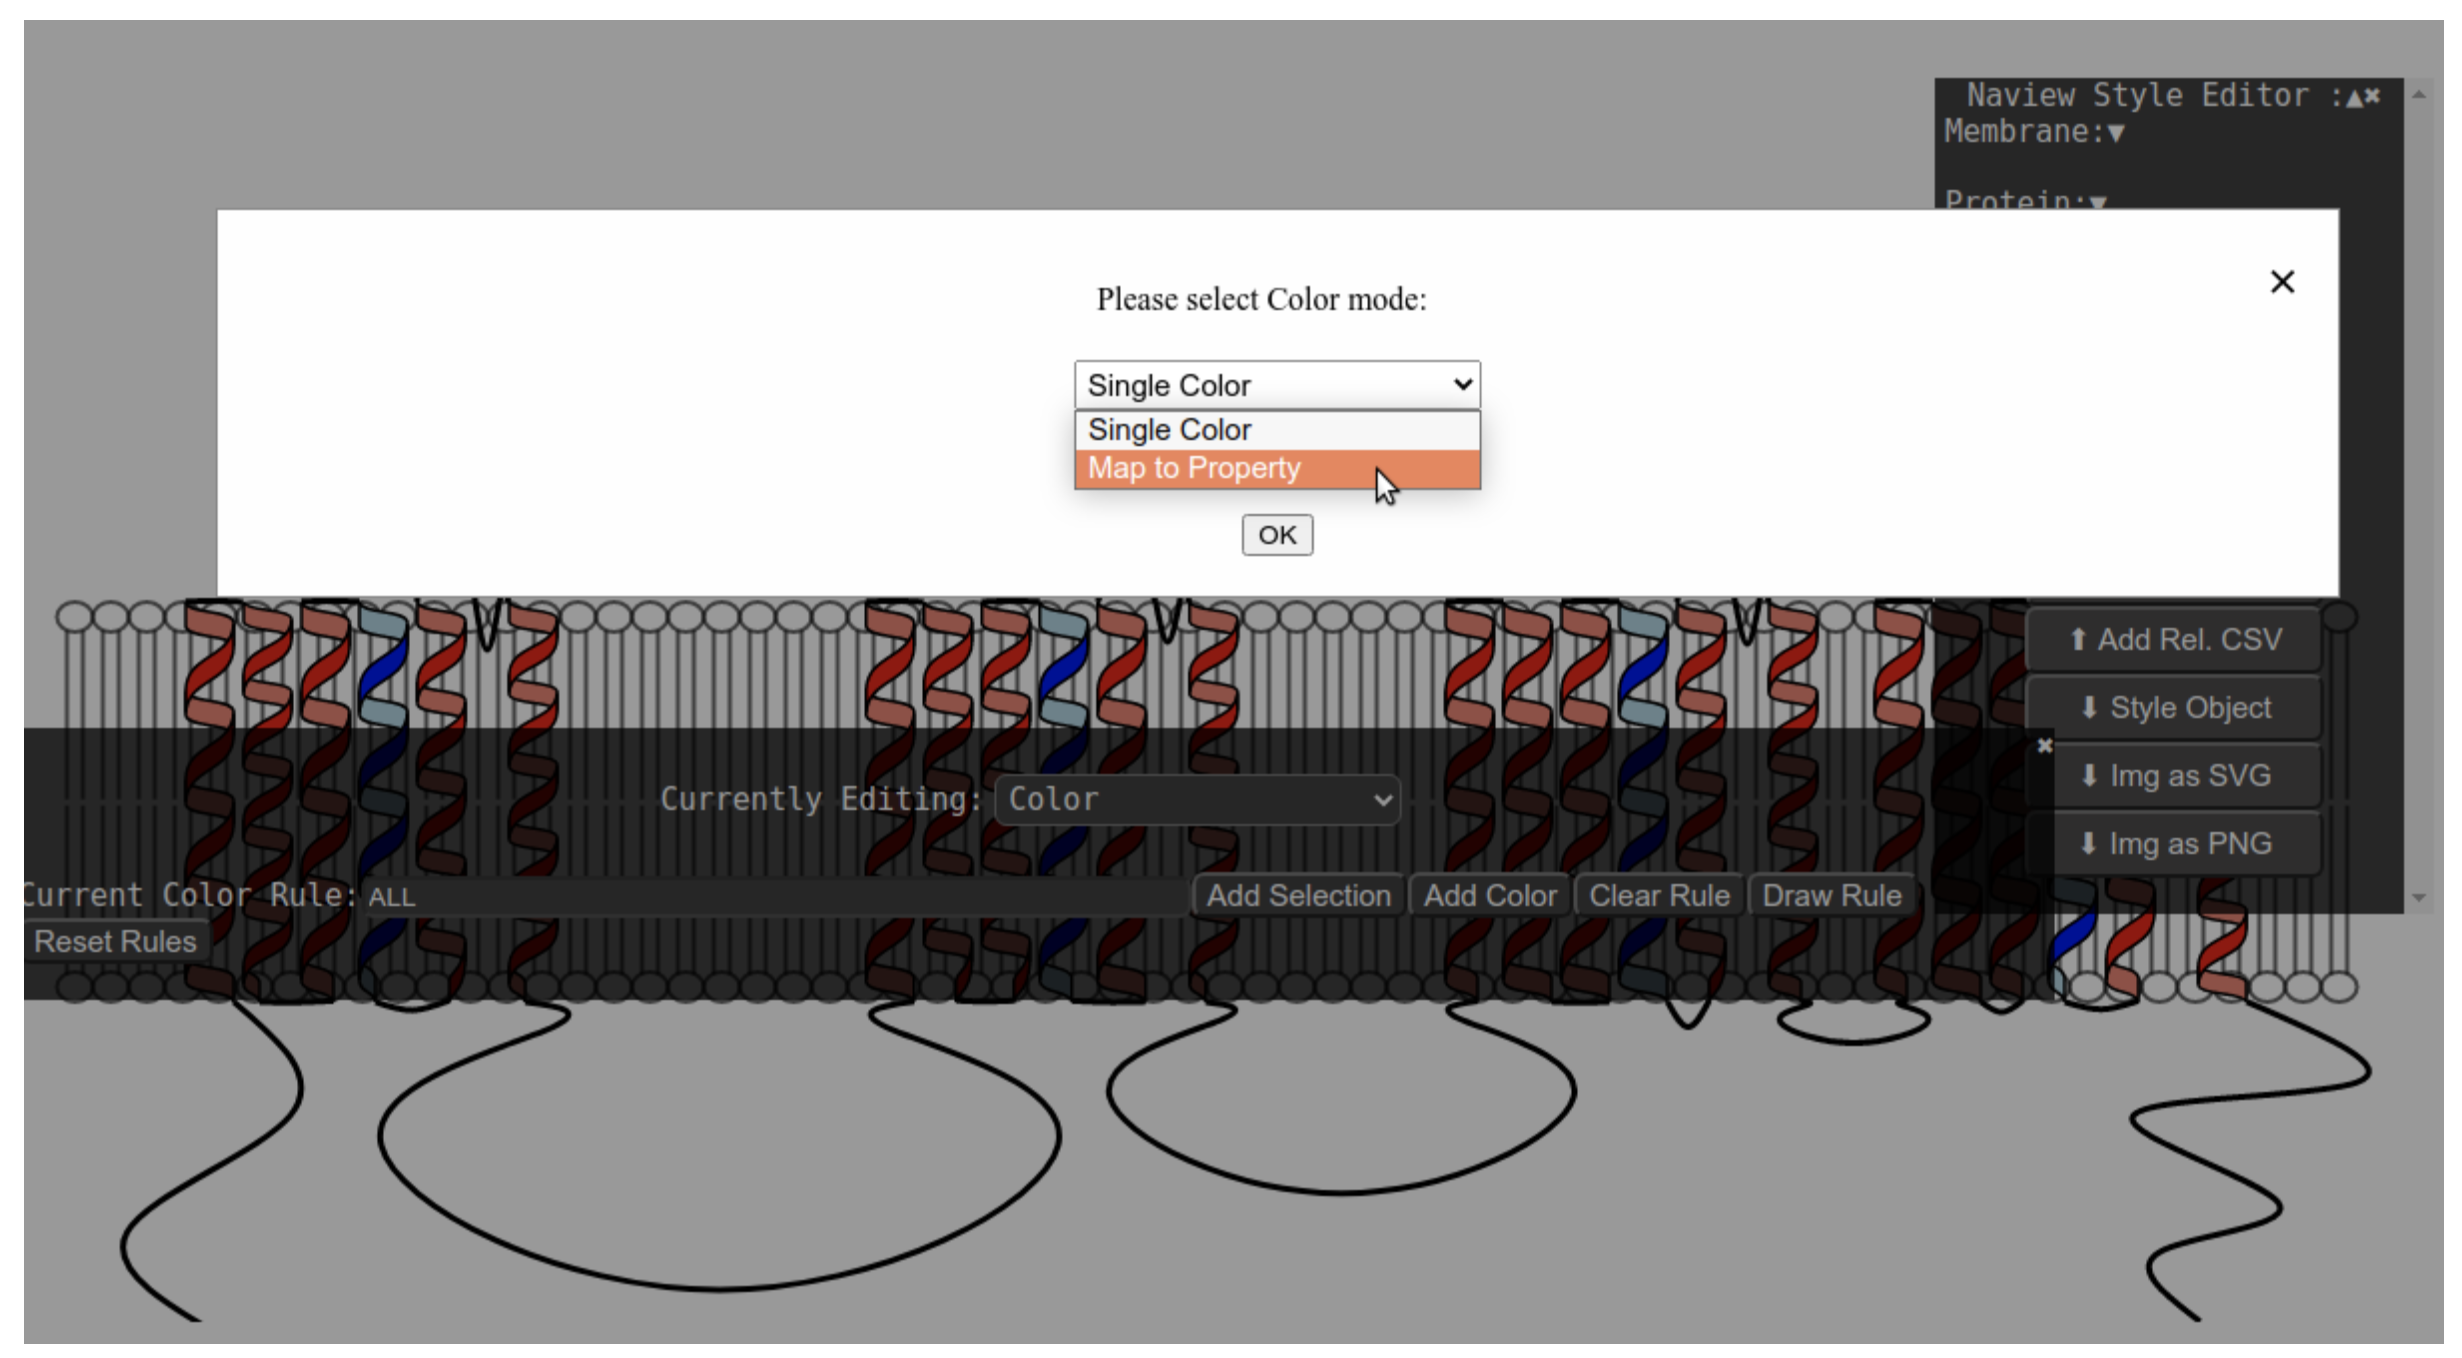 Naview Style Editor :▲✖
Membrane:▼
Protein:▼
Please select Color mode:
Single Color
Single Color
Map to Property
OK
⬆ Add Rel. CSV
⬇ Style Object
⬇ Img as SVG
⬇ Img as PNG
Currently Editing: Color
Current Color Rule: ALL Add Selection Add Color Clear Rule Draw Rule
Reset Rules